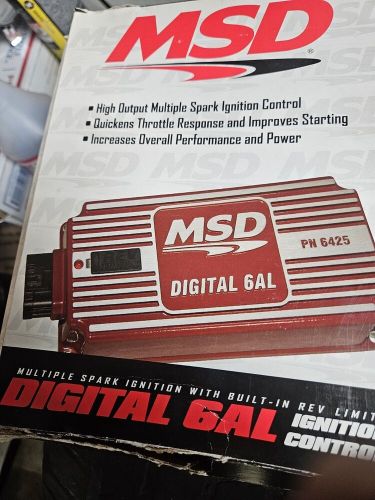 MSD
®
• High Output Multiple Spark Ignition Control
• Quickens Throttle Response and Improves Starting
• Increases Overall Performance and Power
MSD
PN 6425
DIGITAL 6AL
MULTIPLE SPARK IGNITION WITH BUILT-IN REV LIMIT
DIGITAL 6AL
IGNITION
CONTROL